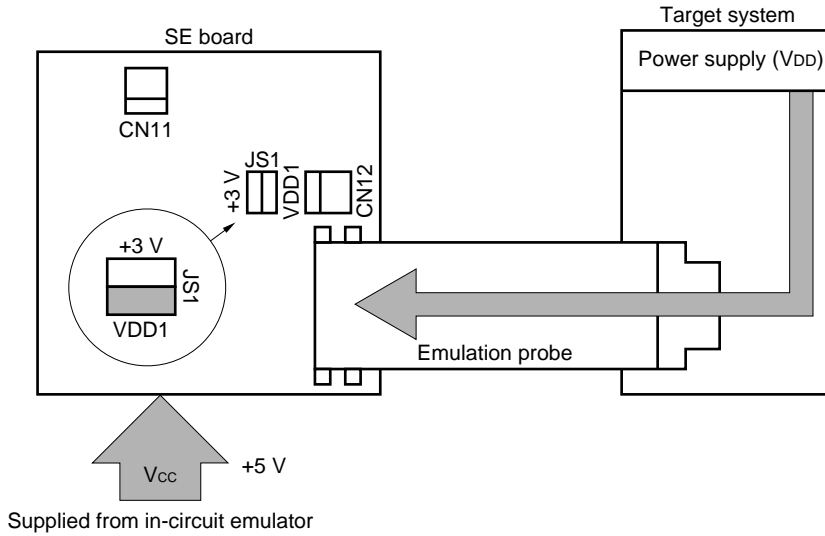 Target system
SE board
Power supply (VDD)
CN11
JS1
+3 V
VDD1
CN12
+3 V
JS1
VDD1
Emulation probe
VCC
+5 V
Supplied from in-circuit emulator